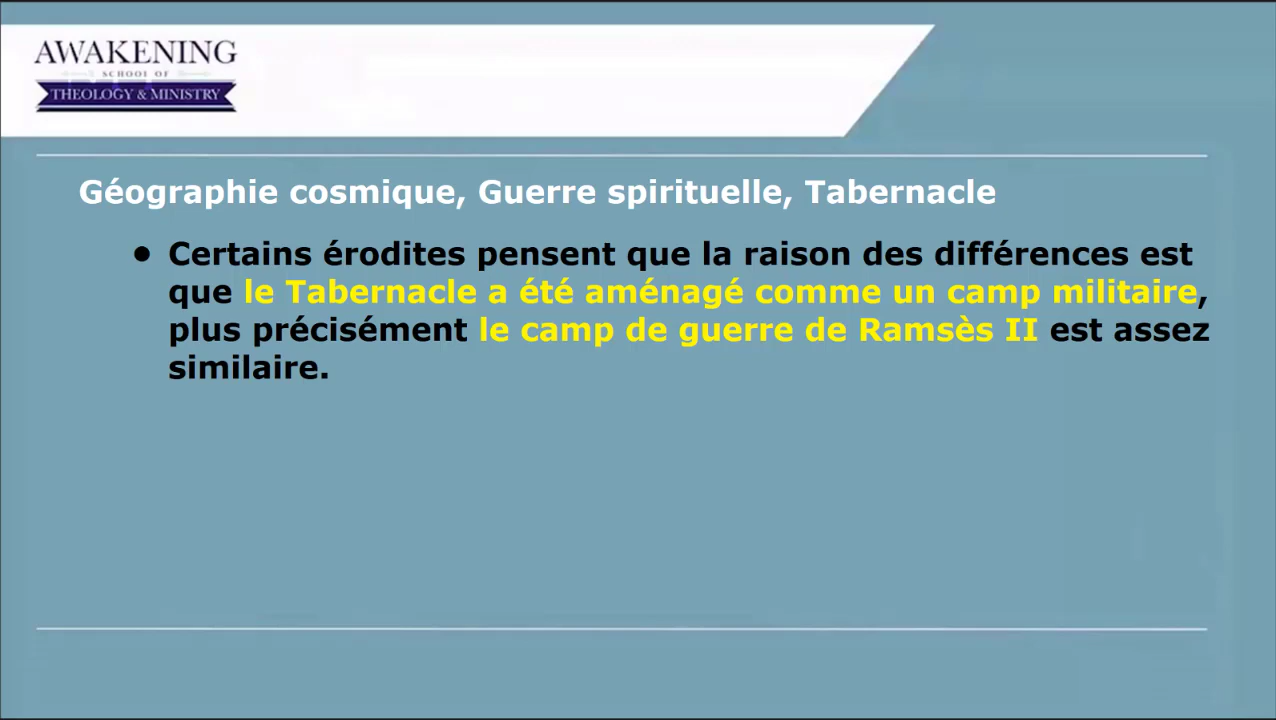 AWAKENING
SCHOOL OF
THEOLOGY & MINISTRY
Géographie cosmique, Guerre spirituelle, Tabernacle
• Certains érodites pensent que la raison des différences est
que le Tabernacle a été aménagé comme un camp militaire,
plus précisément le camp de guerre de Ramsès II est assez
similaire.